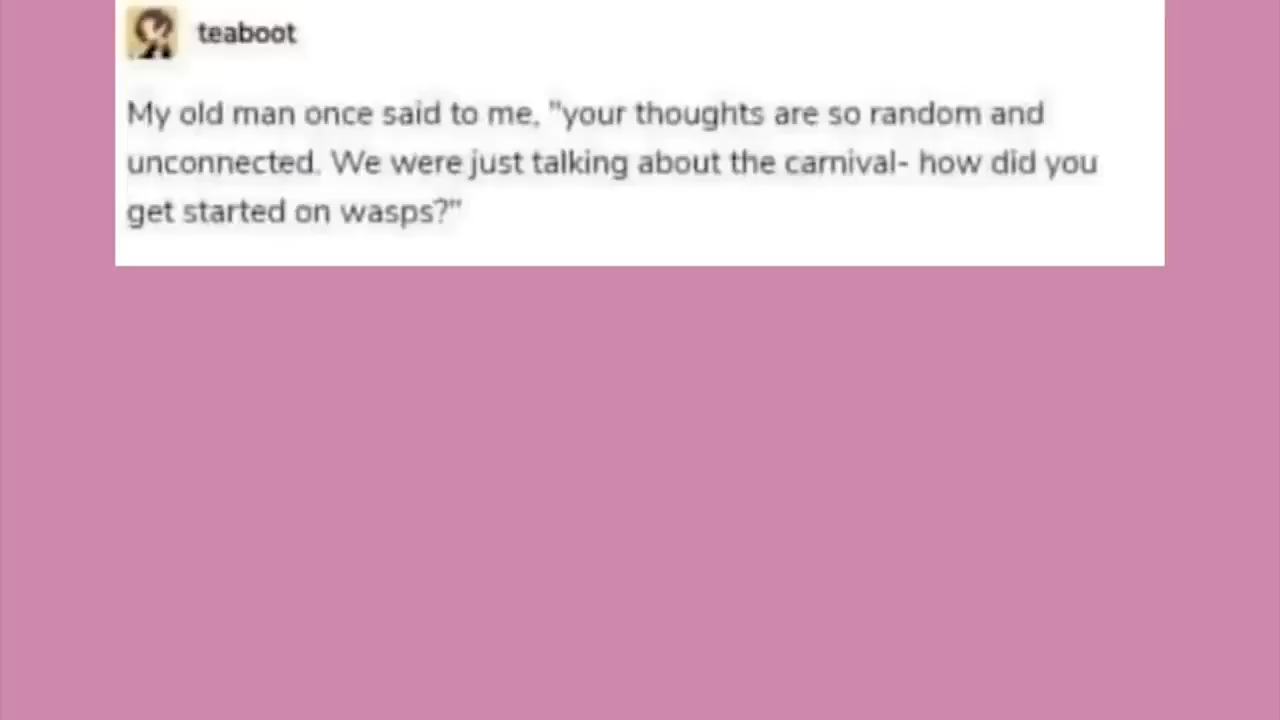 teaboot
My old man once said to me, "your thoughts are so random and
unconnected. We were just talking about the carnival- how did you
get started on wasps?"